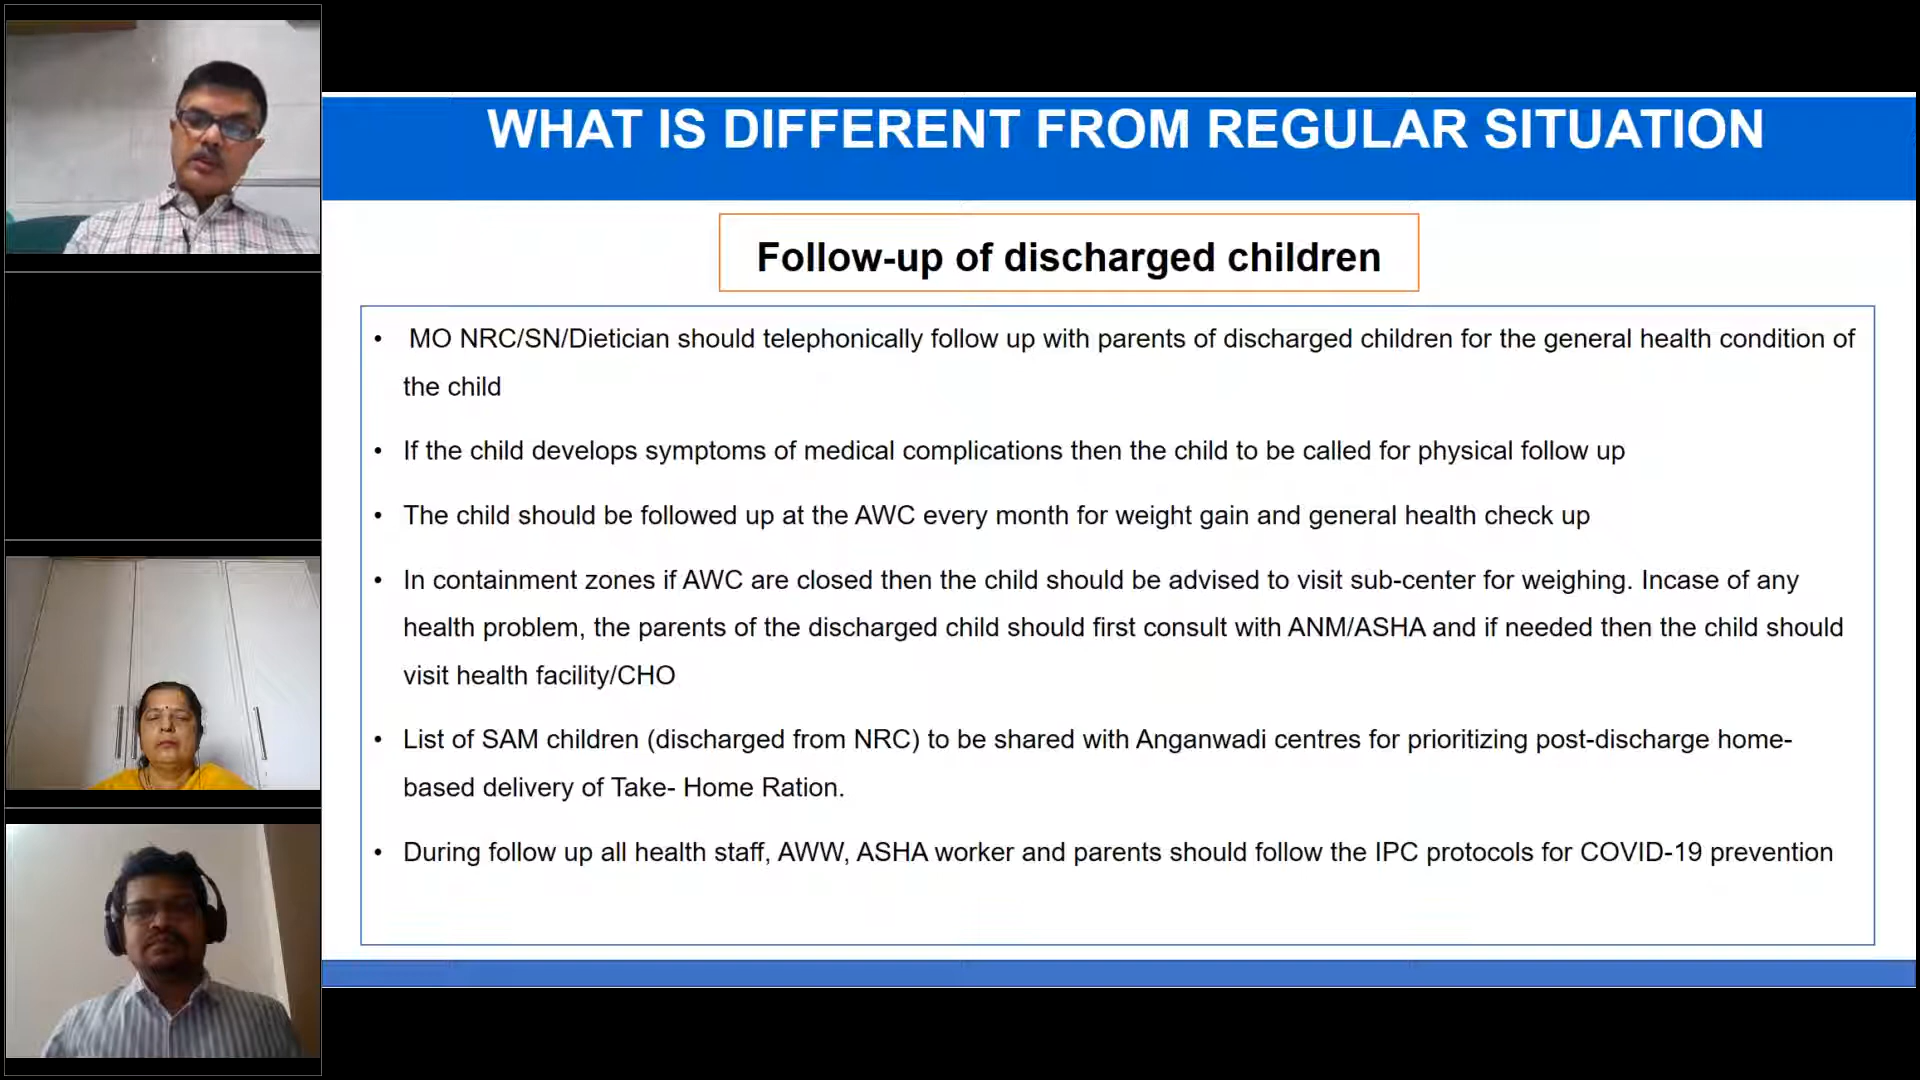 WHAT IS DIFFERENT FROM REGULAR SITUATION
Follow-up of discharged children
• MO NRC/SN/Dietician should telephonically follow up with parents of discharged children for the general health condition of
the child
• If the child develops symptoms of medical complications then the child to be called for physical follow up
• The child should be followed up at the AWC every month for weight gain and general health check up
• In containment zones if AWC are closed then the child should be advised to visit sub-center for weighing. Incase of any
health problem, the parents of the discharged child should first consult with ANM/ASHA and if needed then the child should
visit health facility/CHO
• List of SAM children (discharged from NRC) to be shared with Anganwadi centres for prioritizing post-discharge home-
based delivery of Take- Home Ration.
• During follow up all health staff, AWW, ASHA worker and parents should follow the IPC protocols for COVID-19 prevention